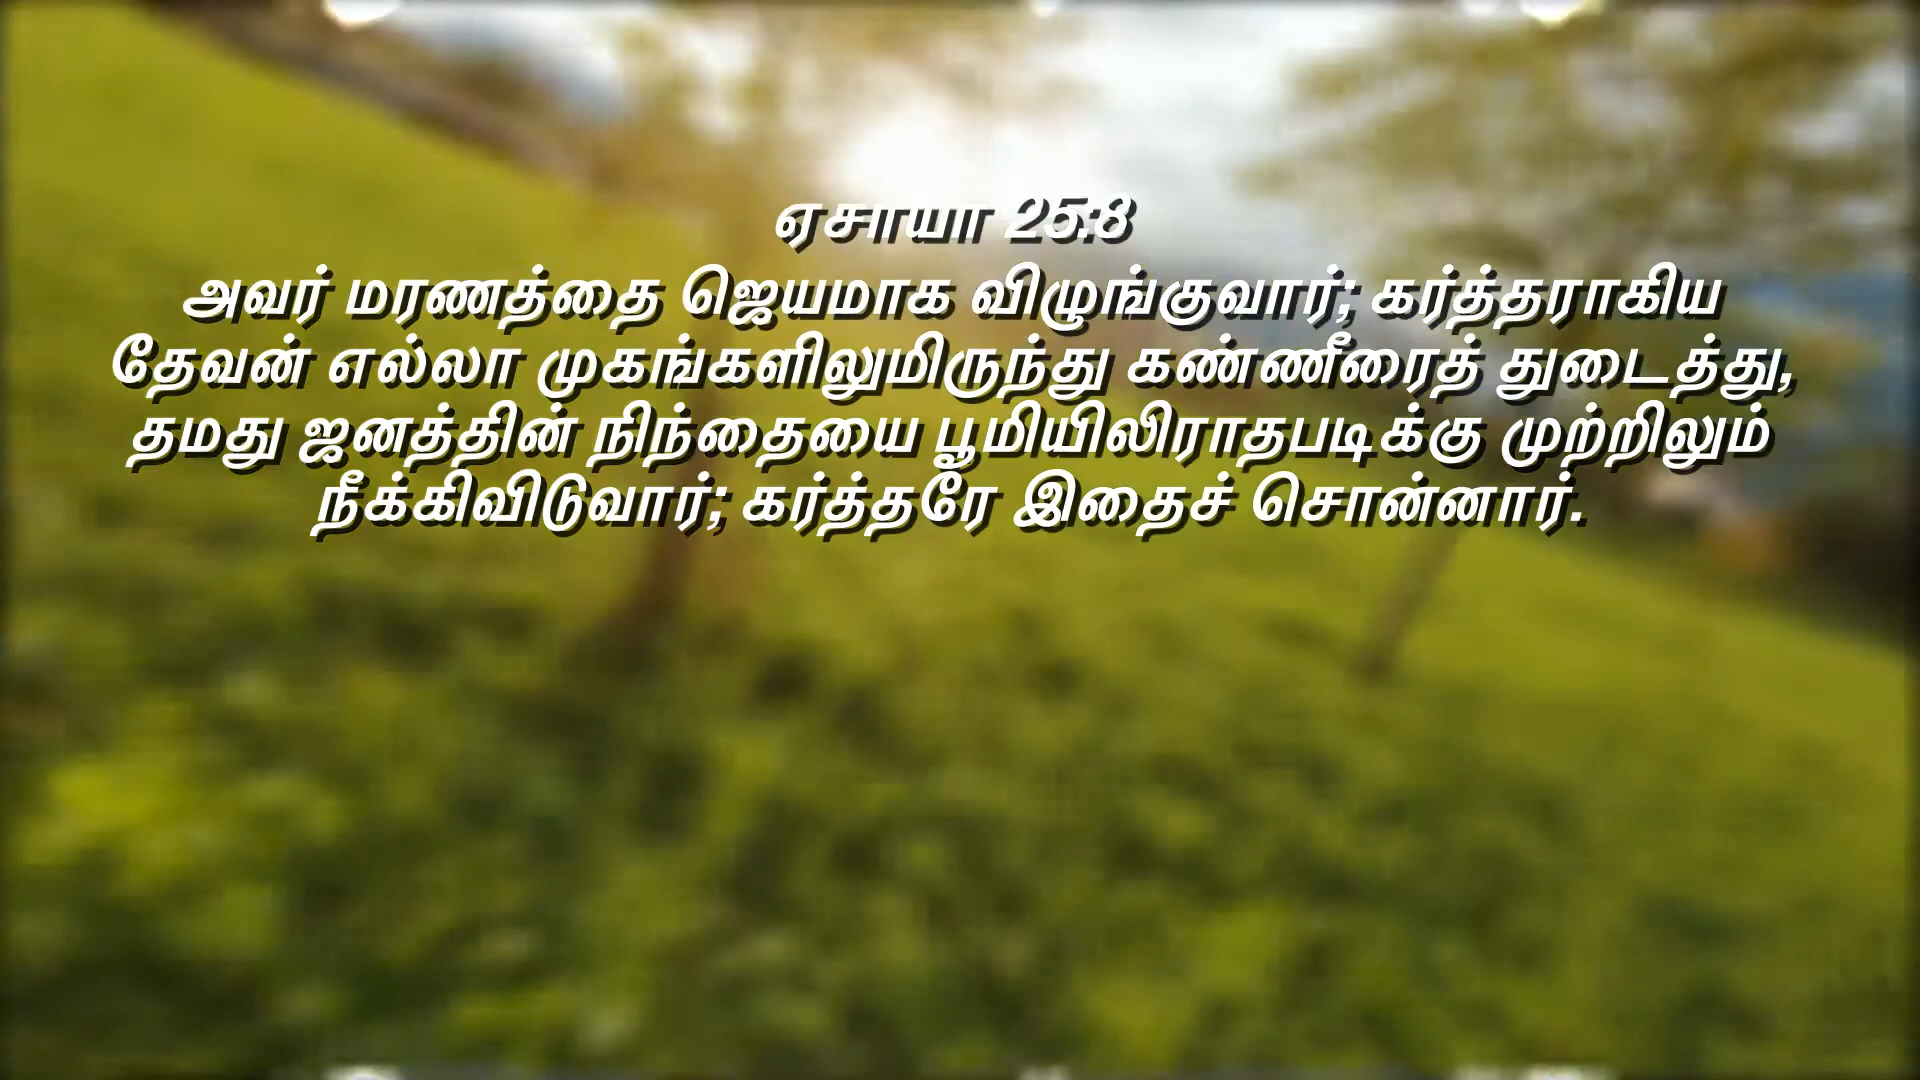 ஏசாயா 25:8
அவர் மரணத்தை ஜெயமாக விழுங்குவார்; கர்த்தராகிய
தேவன் எல்லா முகங்களிலுமிருந்து கண்ணீரைத் துடைத்து,
தமது ஜனத்தின் நிந்தையை பூமியிலிராதபடிக்கு முற்றிலும்
நீக்கிவிடுவார்; கர்த்தரே இதைச் சொன்னார்.